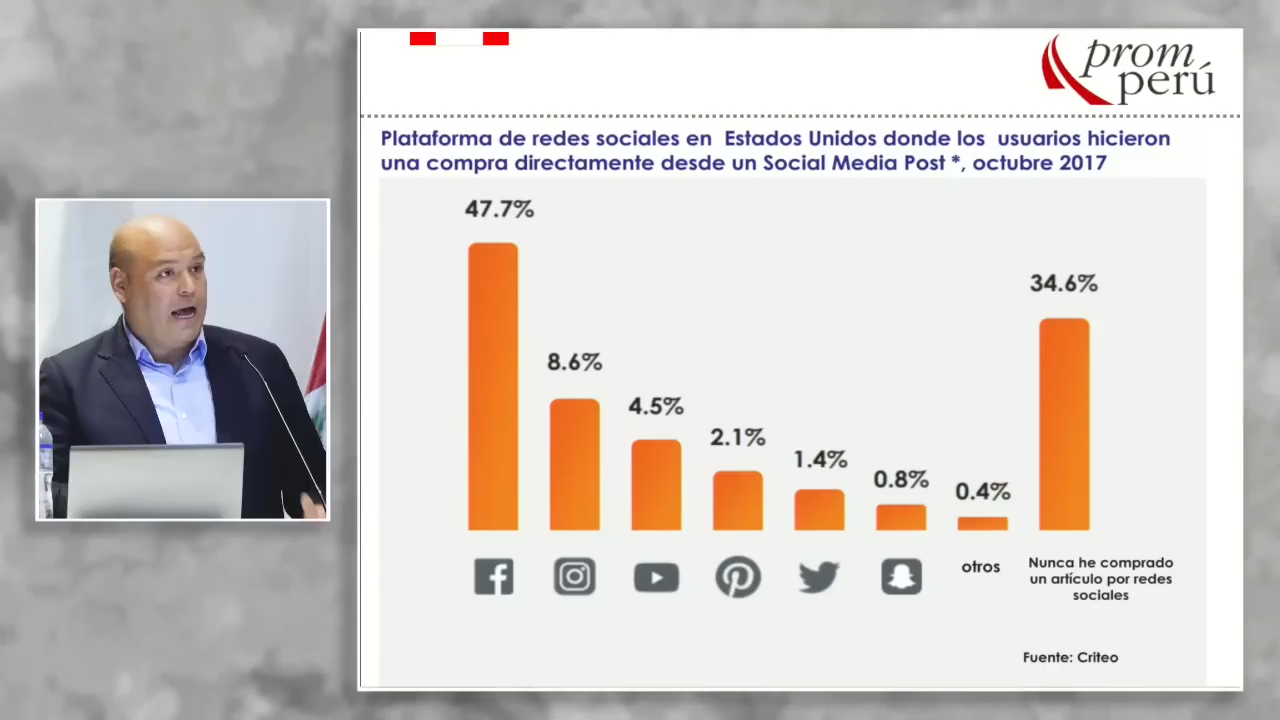 prom
perú
Plataforma de redes sociales en Estados Unidos donde los usuarios hicieron
una compra directamente desde un Social Media Post *, octubre 2017
47.7%
8.6%
4.5%
2.1%
1.4%
0.8%
0.4%
34.6%
otros
Nunca he comprado
un artículo por redes
sociales
Fuente: Criteo